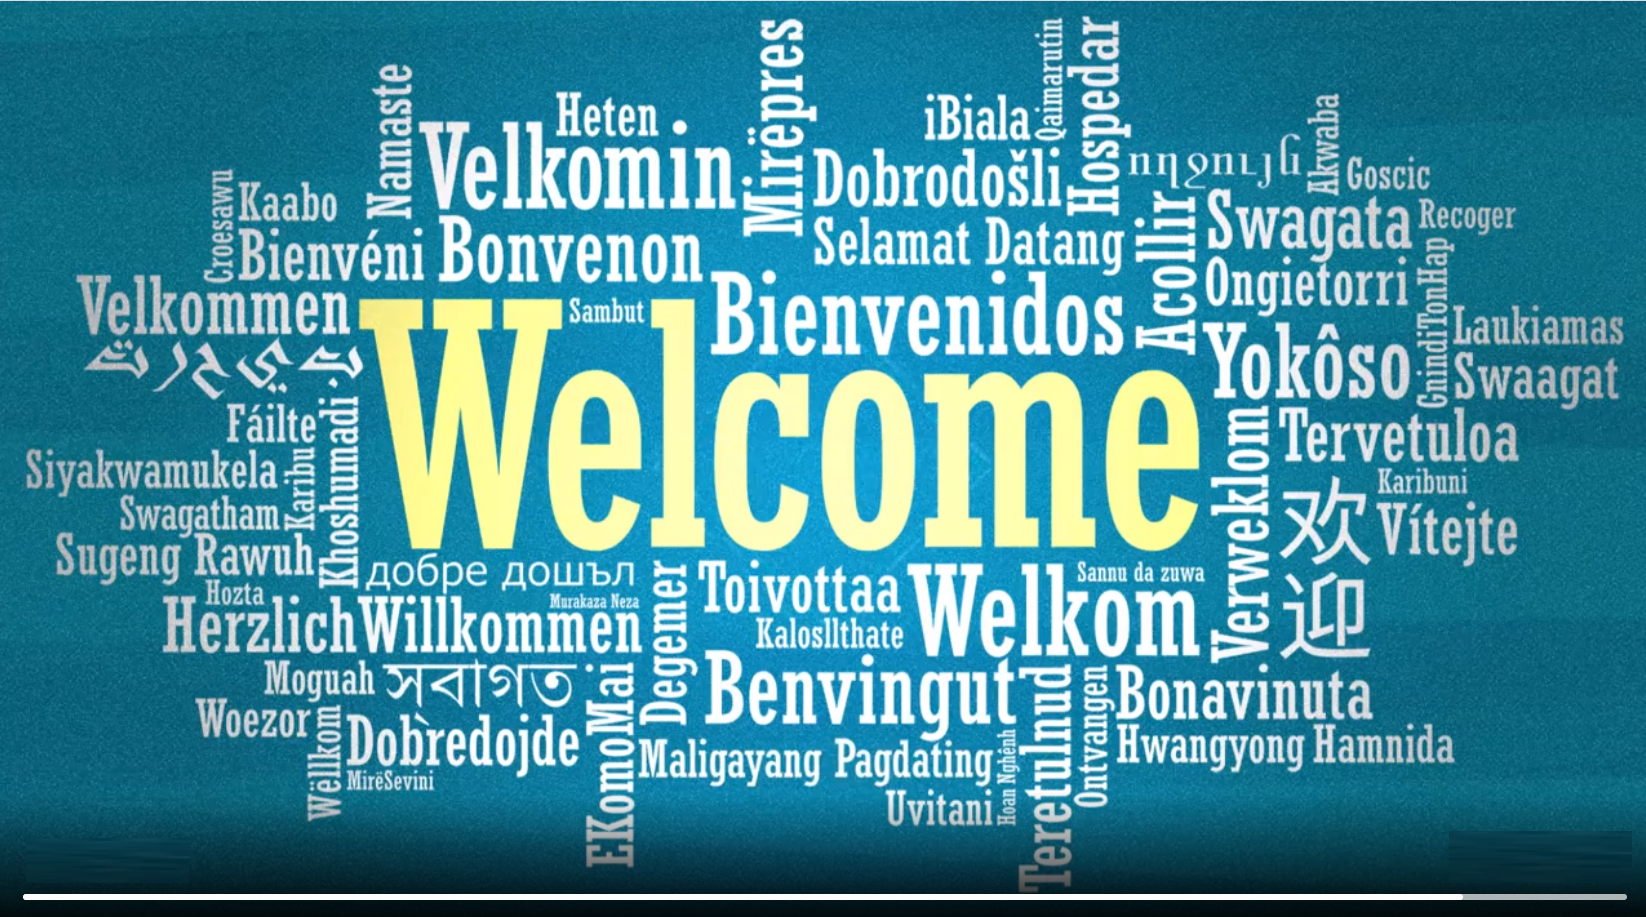 Mirëpres
Qaimarutin
Hospedar
Namaste
Heten
iBiala
Akwaba
Velkomin
Dobrodošli
ողջույն
Goscic
Croesawu
Kaabo
Acollir
Swagata
Recoger
Bienvéni
Bonvenon
Selamat Datang
Ongietorri
GnindiTonHap
Velkommen
Sambut
Bienvenidos
Yokôso
Laukiamas
Swaagat
Welcome
Fáilte
Khoshumadi
Karibu
Verweklom
Tervetuloa
Siyakwamukela
Karibuni
Swagatham
欢
迎
Vítejte
Sugeng Rawuh
добре дошъл
Degemer
Toivottaa
Welkom
Sannu da zuwa
Hozta
Murakaza Neza
HerzlichWillkommen
Kalosllthate
Moguah
স্বাগত
EKomoMai
Benvingut
Teretulnud
Ontvangen
Bonavinuta
Woezor
Wëllkom
Dobredojde
Maligayang Pagdating
Hoan Nghênh
Hwangyong Hamnida
MirëSevini
Uvitani